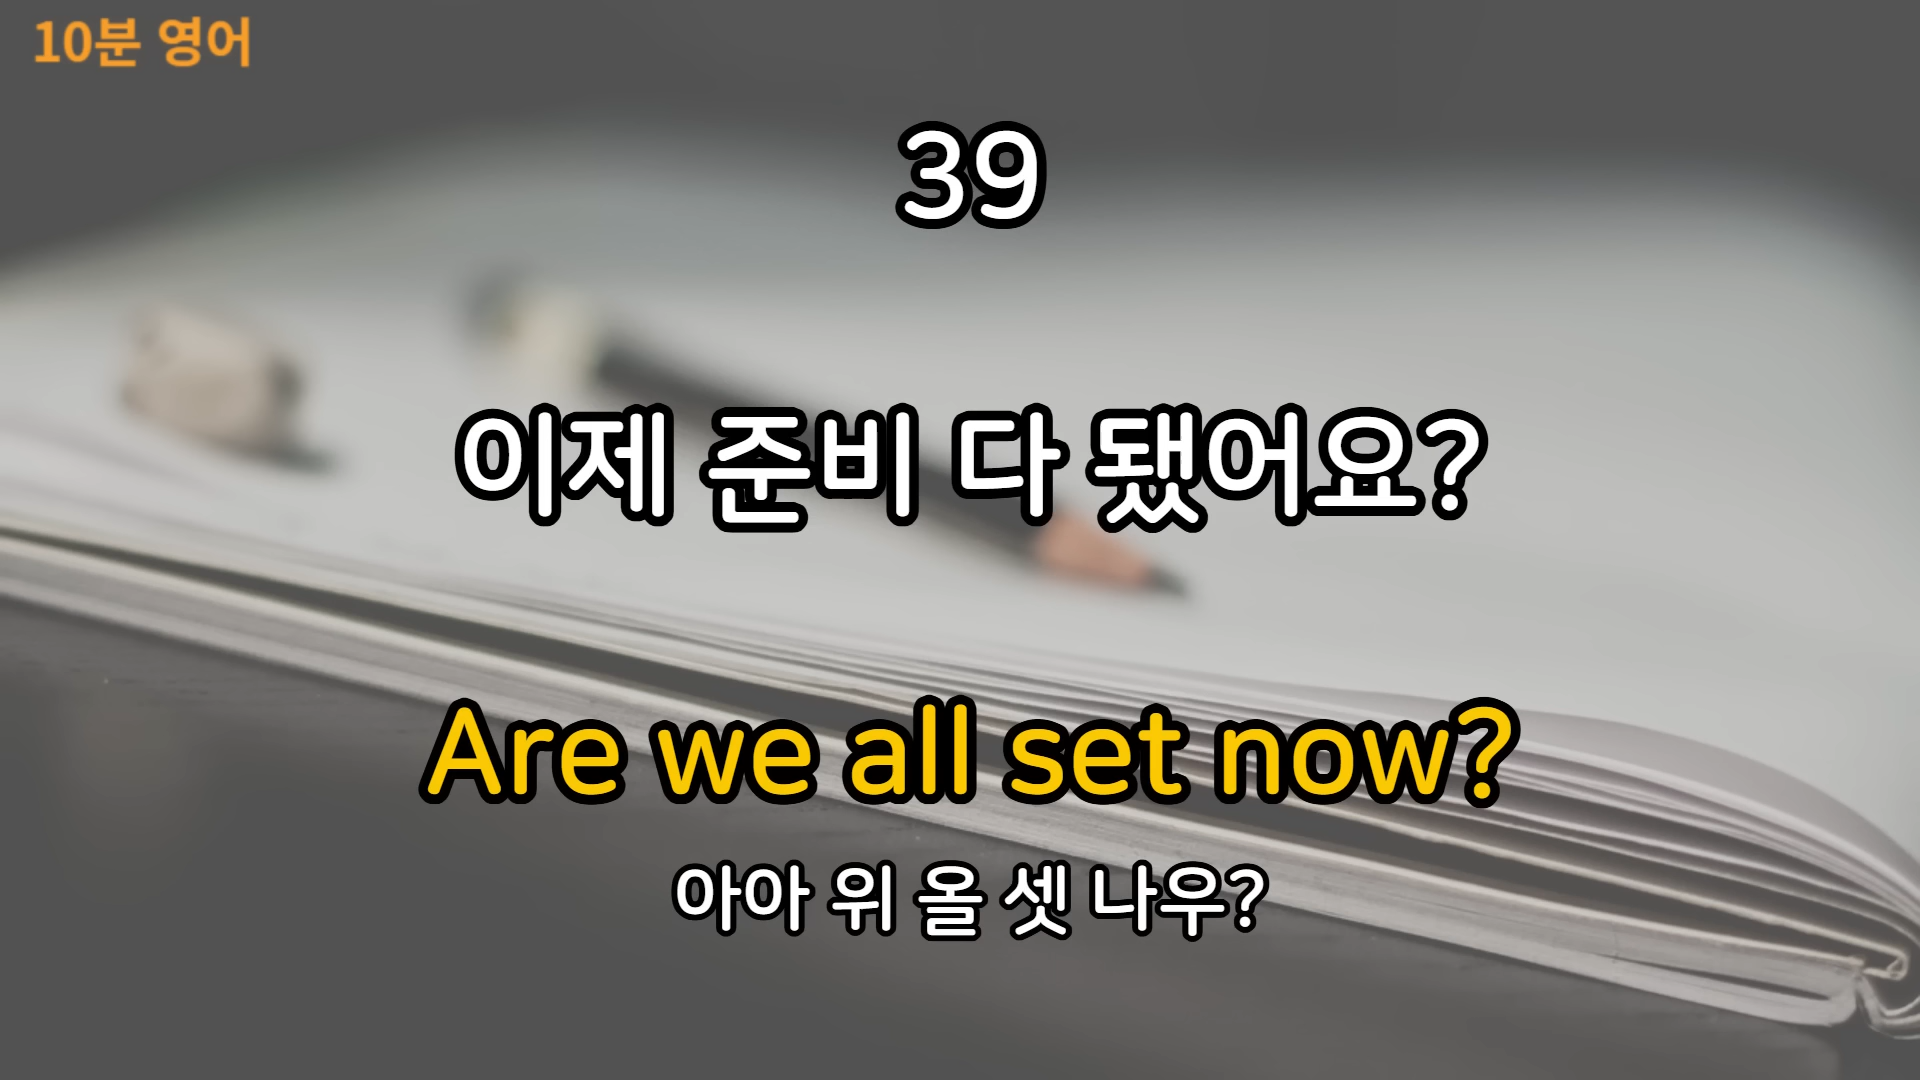 10분 영어
39
이제 준비 다 됐어요?
Are we all set now?
아아 위 올 셋 나우?